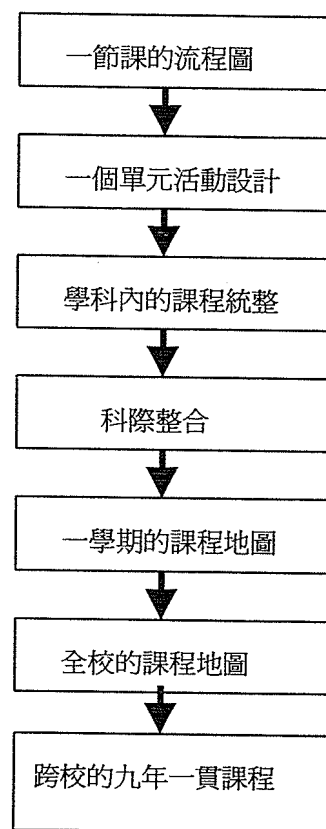 一節課的流程圖
一個單元活動設計
學科內的課程統整
科際整合
一學期的課程地圖
全校的課程地圖
跨校的九年一貫課程